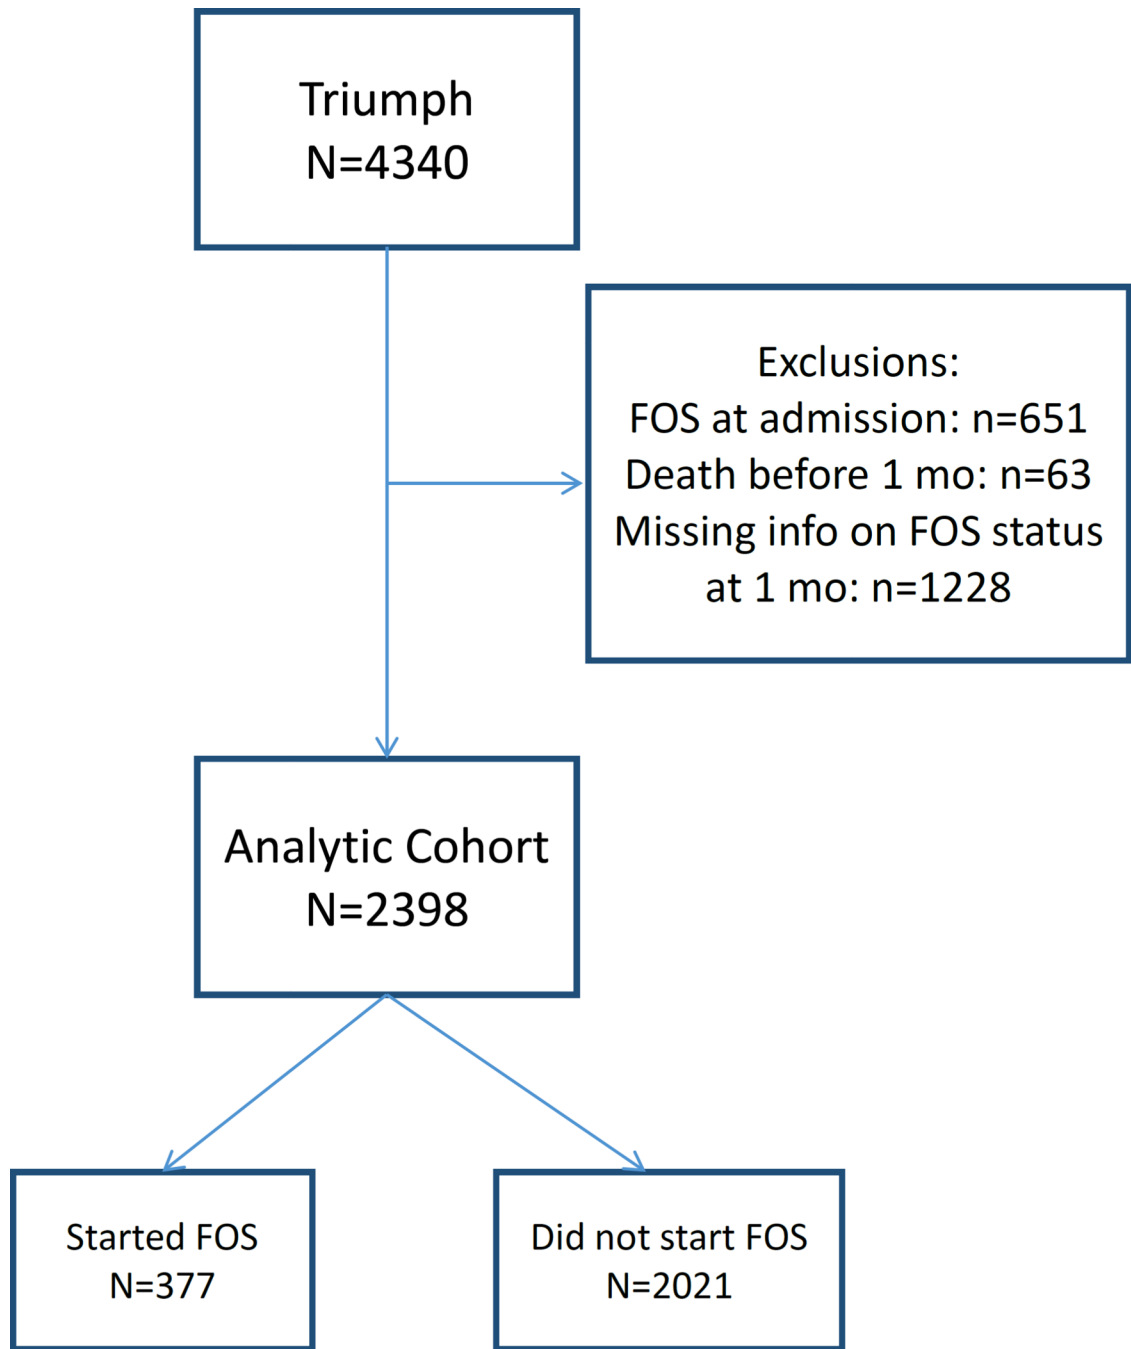 Triumph
N=4340
Exclusions:
FOS at admission: n=651
Death before 1 mo: n=63
Missing info on FOS status
at 1 mo: n=1228
Analytic Cohort
N=2398
Started FOS
N=377
Did not start FOS
N=2021